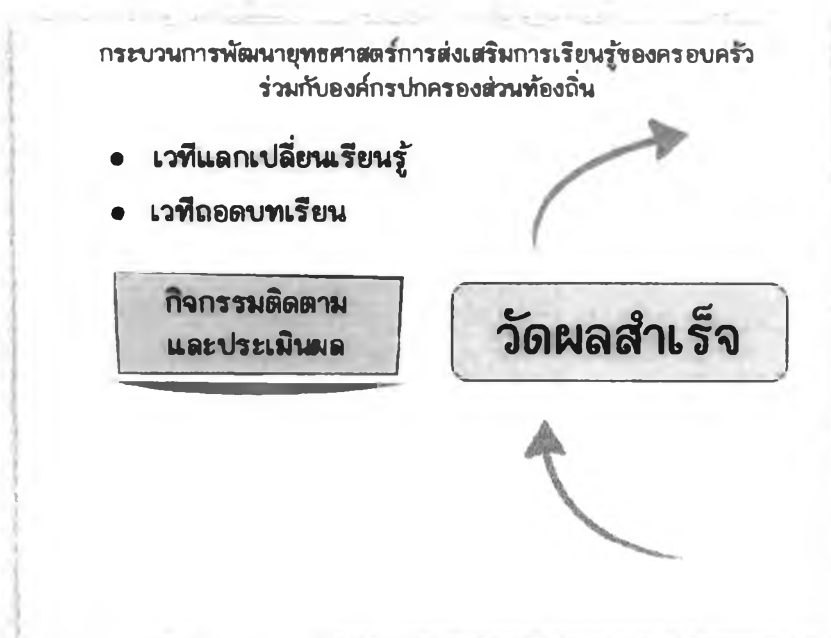 กระบวนการพัฒนายุทธศาสตร์การส่งเสริมการเรียนรู้ของครอบครัว
ร่วมกับองค์กรปกครองส่วนท้องถิ่น
● เวทีแลกเปลี่ยนเรียนรู้
● เวทีถอดบทเรียน
กิจกรรมติดตาม
และประเมินผล
วัดผลสำเร็จ